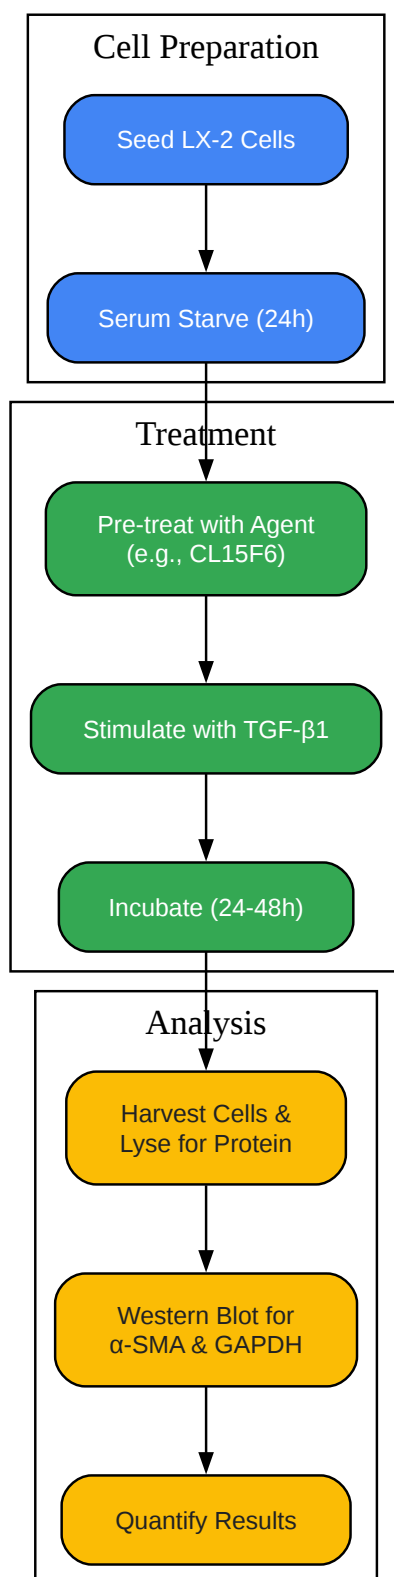 Cell Preparation
Seed LX-2 Cells
Serum Starve (24h)
Treatment
Pre-treat with Agent
(e.g., CL15F6)
Stimulate with TGF-β1
Incubate (24-48h)
Analysis
Harvest Cells &
Lyse for Protein
Western Blot for
α-SMA & GAPDH
Quantify Results